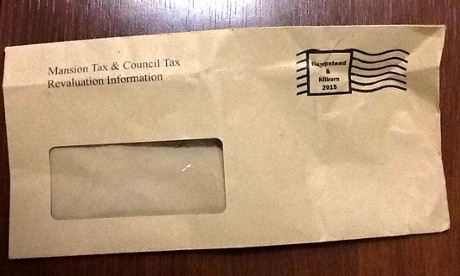 Mansion Tax & Council Tax
Revaluation Information
Hampstead
&
Kilburn
2015